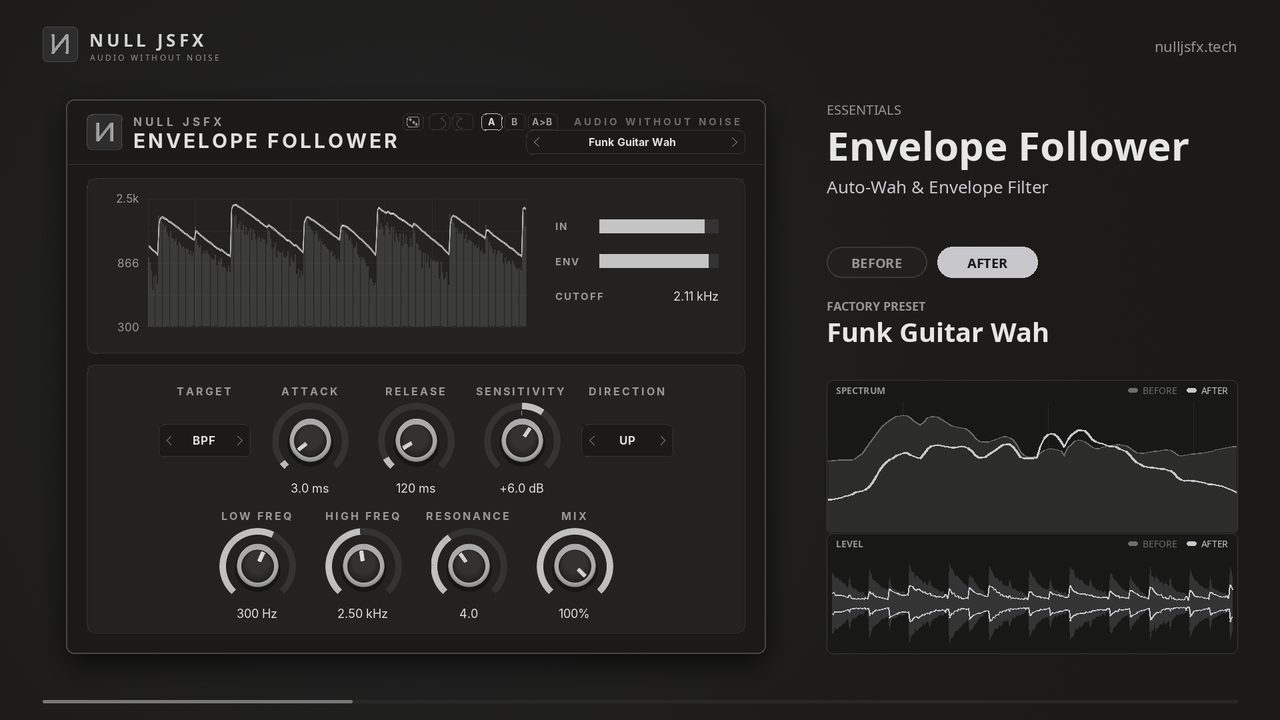 NULL JSFX
AUDIO WITHOUT NOISE
nulljsfx.tech
NULL JSFX
ENVELOPE FOLLOWER
A B A>B
AUDIO WITHOUT NOISE
Funk Guitar Wah
2.5k
866
300
IN
ENV
CUTOFF 2.11 kHz
TARGET ATTACK RELEASE SENSITIVITY DIRECTION
BPF UP
3.0 ms 120 ms +6.0 dB
LOW FREQ HIGH FREQ RESONANCE MIX
300 Hz 2.50 kHz 4.0 100%
ESSENTIALS
Envelope Follower
Auto-Wah & Envelope Filter
BEFORE AFTER
FACTORY PRESET
Funk Guitar Wah
SPECTRUM BEFORE AFTER
LEVEL BEFORE AFTER